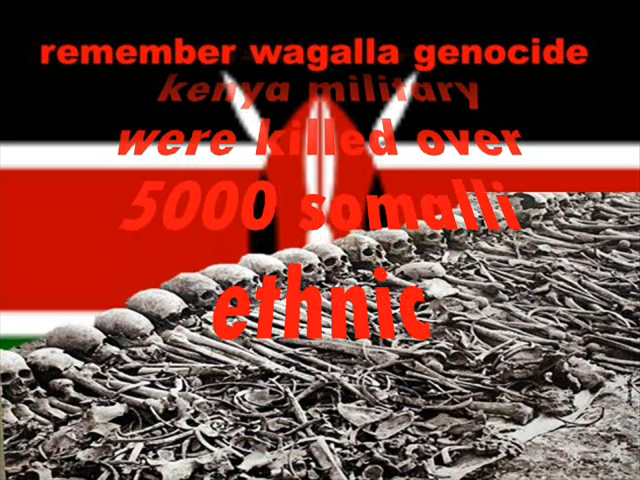 remember wagalla genocide
kenya military
were killed over
5000 somalli
ethnic